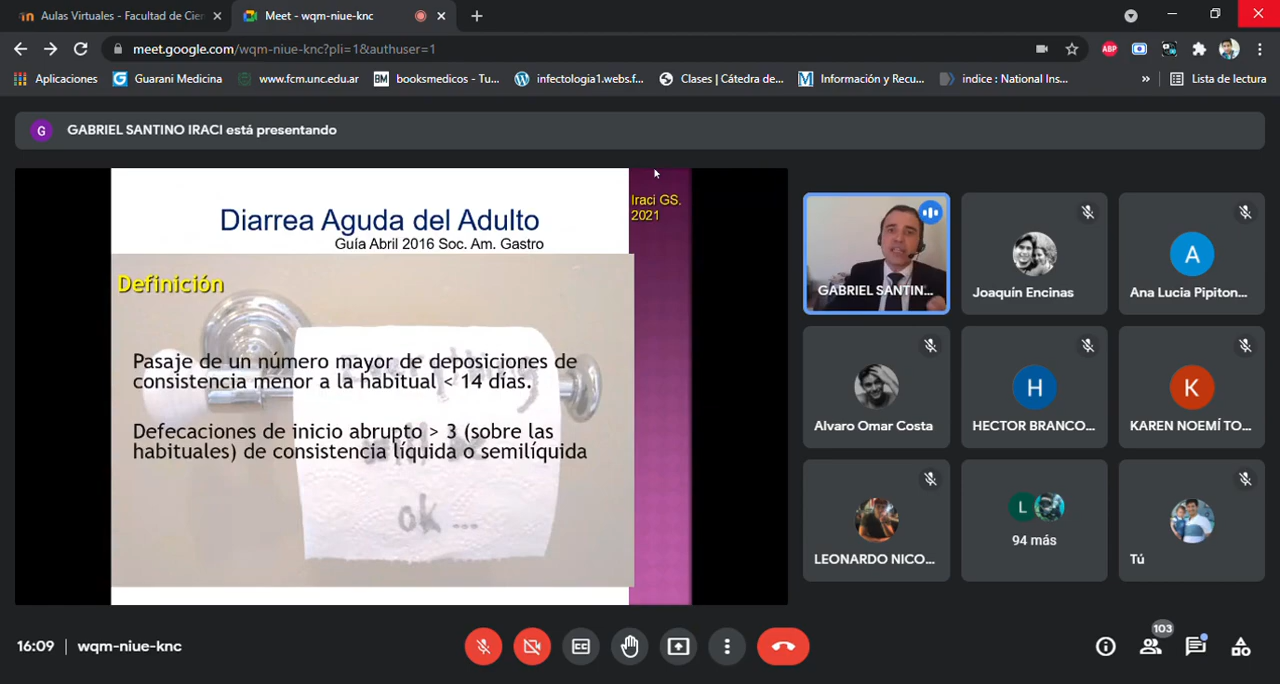 Aulas Virtuales - Facultad de Cien
Meet - wqm-niue-knc
meet.google.com/wqm-niue-knc?pli=1&authuser=1
ABP
Aplicaciones
Guarani Medicina
www.fcm.unc.edu.ar
BM
booksmedicos - Tu...
infectologia1.webs.f...
Clases | Cátedra de...
Información y Recu...
indice : National Ins...
»
Lista de lectura
G
GABRIEL SANTINO IRACI está presentando
Diarrea Aguda del Adulto
Guía Abril 2016 Soc. Am. Gastro
Iraci GS.
2021
Definición
Pasaje de un número mayor de deposiciones de
consistencia menor a la habitual < 14 días.
Defecaciones de inicio abrupto > 3 (sobre las
habituales) de consistencia líquida o semilíquida
ok ...
GABRIEL SANTIN...
Joaquín Encinas
A
Ana Lucia Pipiton...
Alvaro Omar Costa
H
HECTOR BRANCO...
K
KAREN NOEMÍ TO...
LEONARDO NICO...
L
94 más
Tú
16:09 | wqm-niue-knc
CC
103